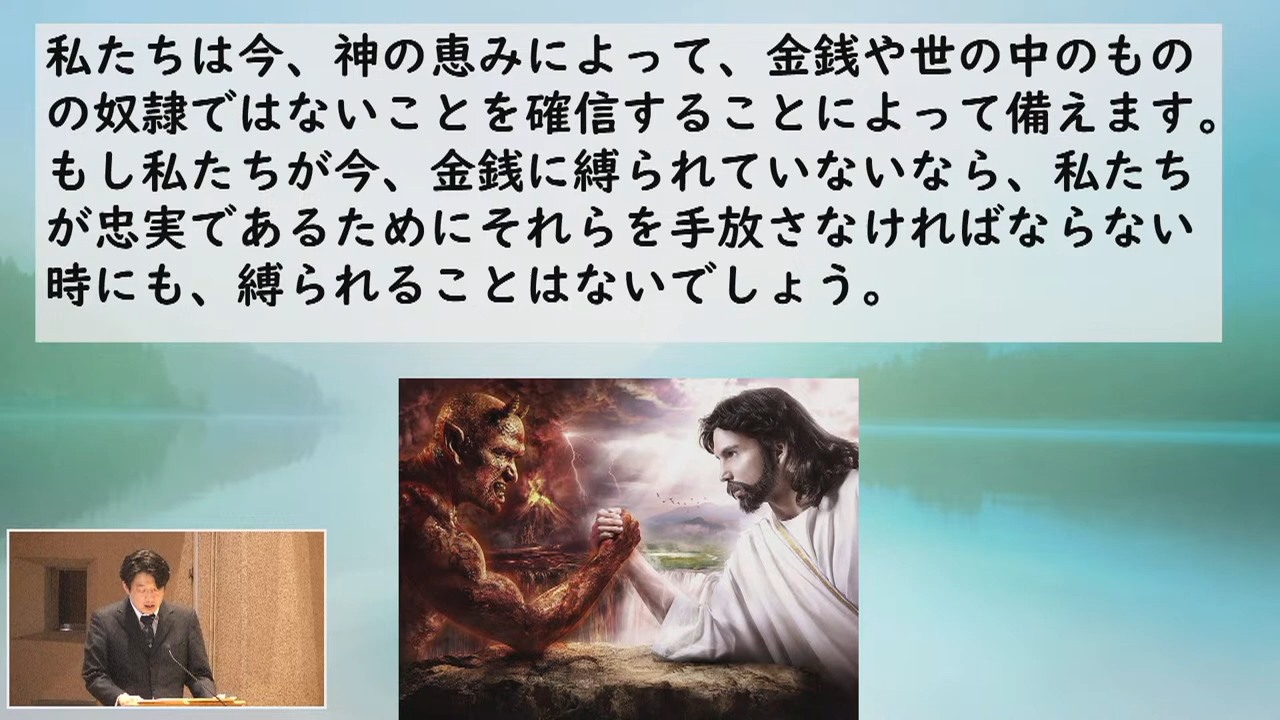 私たちは今、神の恵みによって、金銭や世の中のもの
の奴隷ではないことを確信することによって備えます。
もし私たちが今、金銭に縛られていないなら、私たち
が忠実であるためにそれらを手放さなければならない
時にも、縛られることはないでしょう。